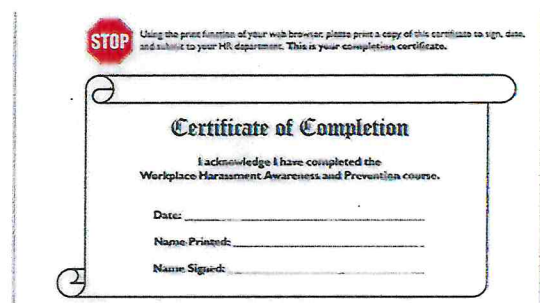 STOP
Using the print function of your web browser, please print a copy of this certificate to sign, date,
and submit to your HR department. This is your completion certificate.
Certificate of Completion
I acknowledge I have completed the
Workplace Harassment Awareness and Prevention course.
Date:
Name Printed:
Name Signed: